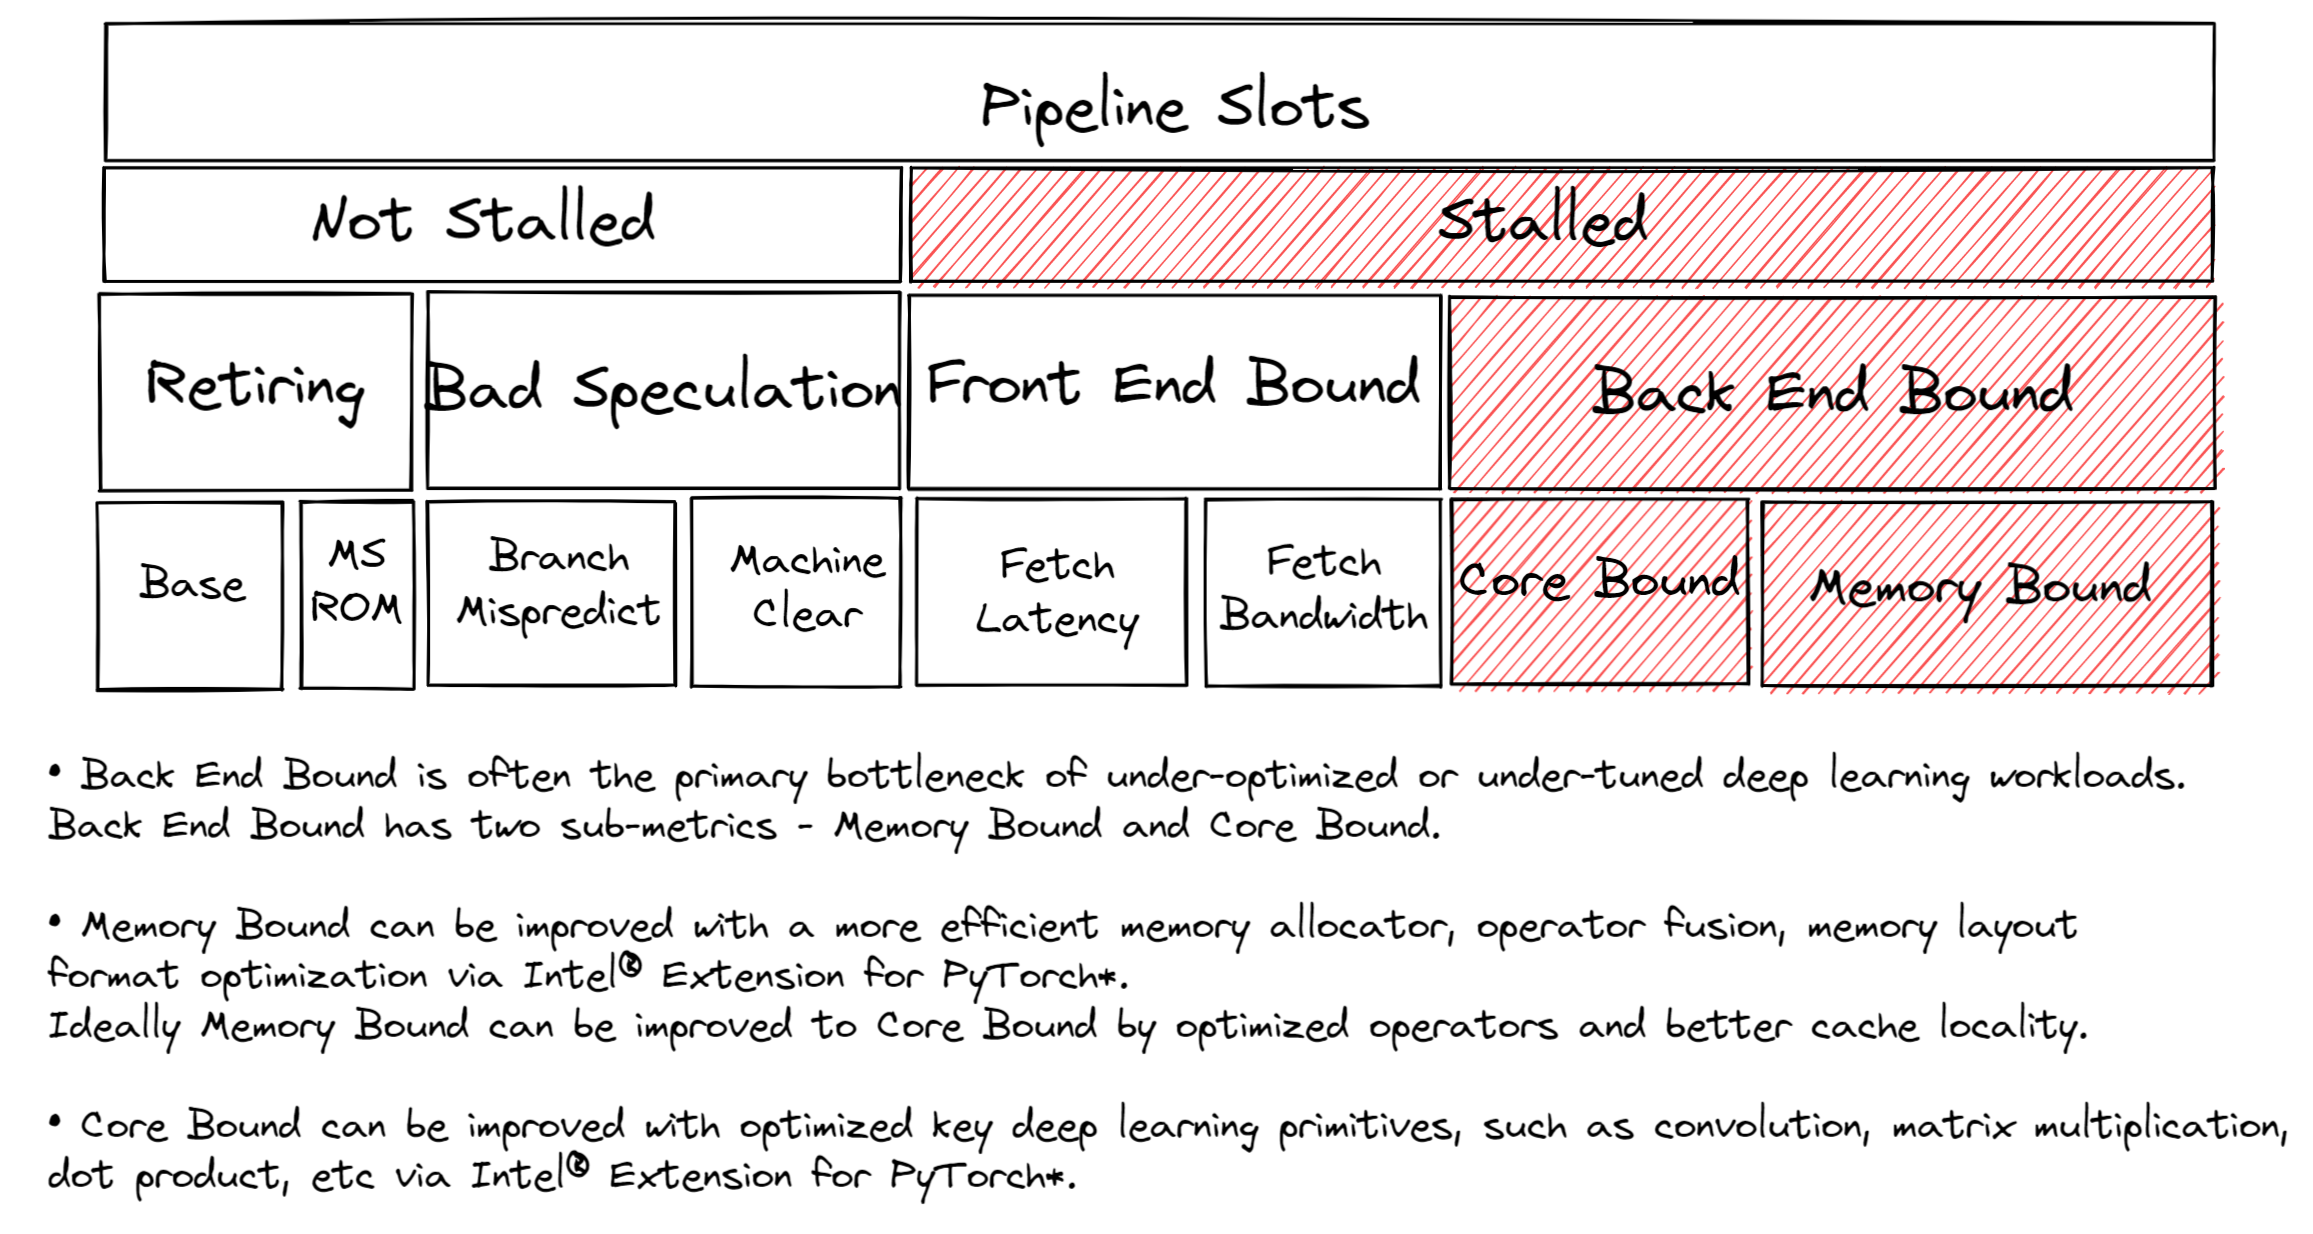 Pipeline Slots
Not Stalled
Stalled
Retiring
Bad Speculation
Front End Bound
Back End Bound
Base
MS
ROM
Branch
Mispredict
Machine
Clear
Fetch
Latency
Fetch
Bandwidth
Core Bound
Memory Bound
• Back End Bound is often the primary bottleneck of under-optimized or under-tuned deep learning workloads.
Back End Bound has two sub-metrics - Memory Bound and Core Bound.
• Memory Bound can be improved with a more efficient memory allocator, operator fusion, memory layout
format optimization via Intel® Extension for PyTorch*.
Ideally Memory Bound can be improved to Core Bound by optimized operators and better cache locality.
• Core Bound can be improved with optimized key deep learning primitives, such as convolution, matrix multiplication,
dot product, etc via Intel® Extension for PyTorch*.